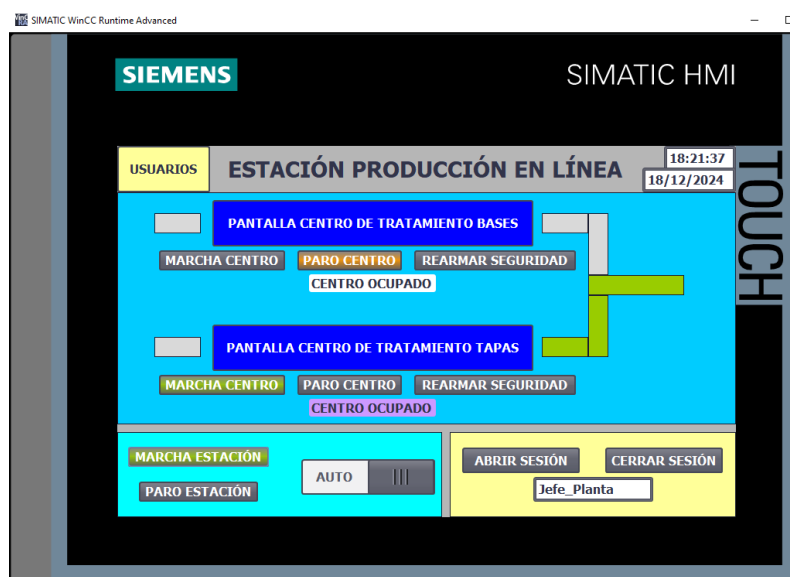 SIMATIC WinCC Runtime Advanced
SIEMENS
SIMATIC HMI
TOUCH
USUARIOS
ESTACIÓN PRODUCCIÓN EN LÍNEA
18:21:37
18/12/2024
PANTALLA CENTRO DE TRATAMIENTO BASES
MARCHA CENTRO PARO CENTRO REARMAR SEGURIDAD
CENTRO OCUPADO
PANTALLA CENTRO DE TRATAMIENTO TAPAS
MARCHA CENTRO PARO CENTRO REARMAR SEGURIDAD
CENTRO OCUPADO
MARCHA ESTACIÓN
PARO ESTACIÓN
AUTO
ABRIR SESIÓN CERRAR SESIÓN
Jefe_Planta